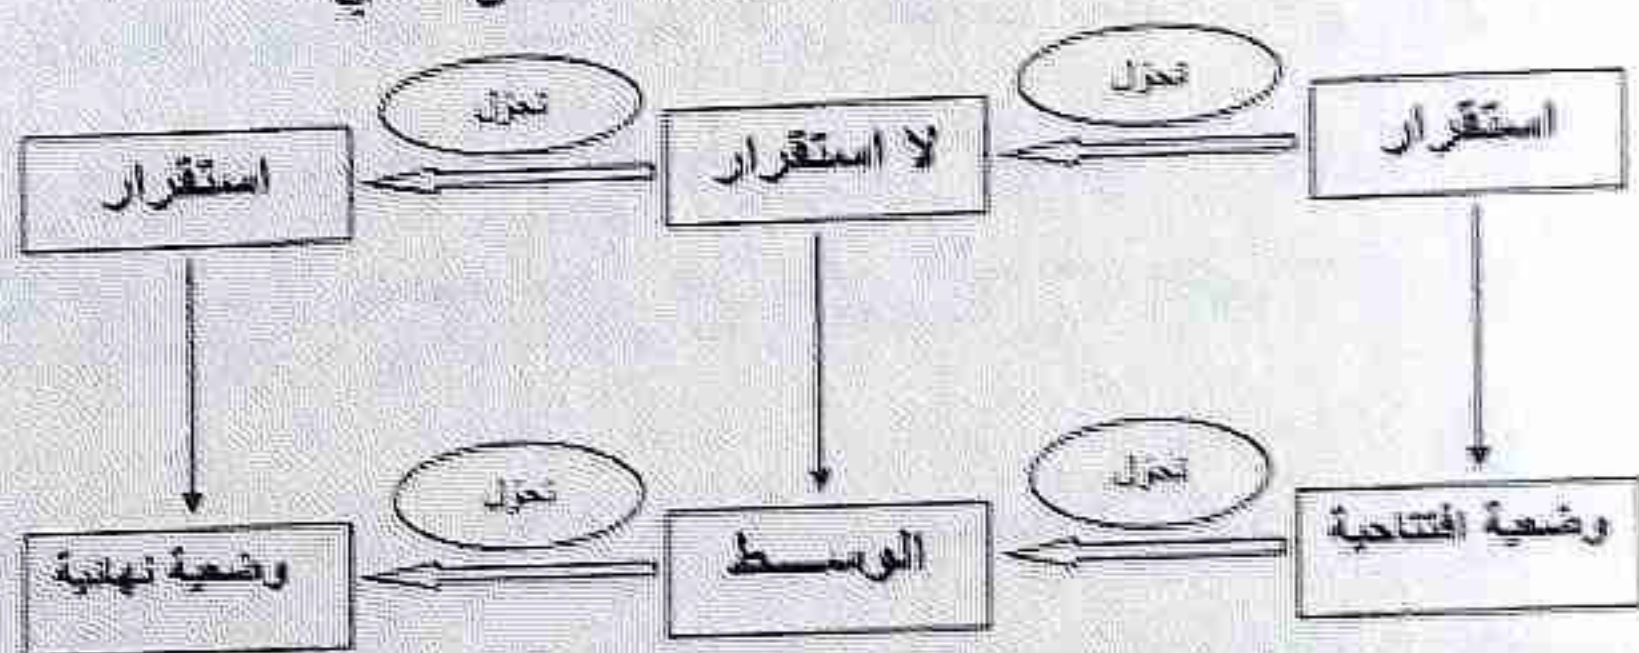 استقرار
تحول
لا استقرار
تحول
استقرار
وضعية افتتاحية
تحول
الوسط
تحول
وضعية نهائية